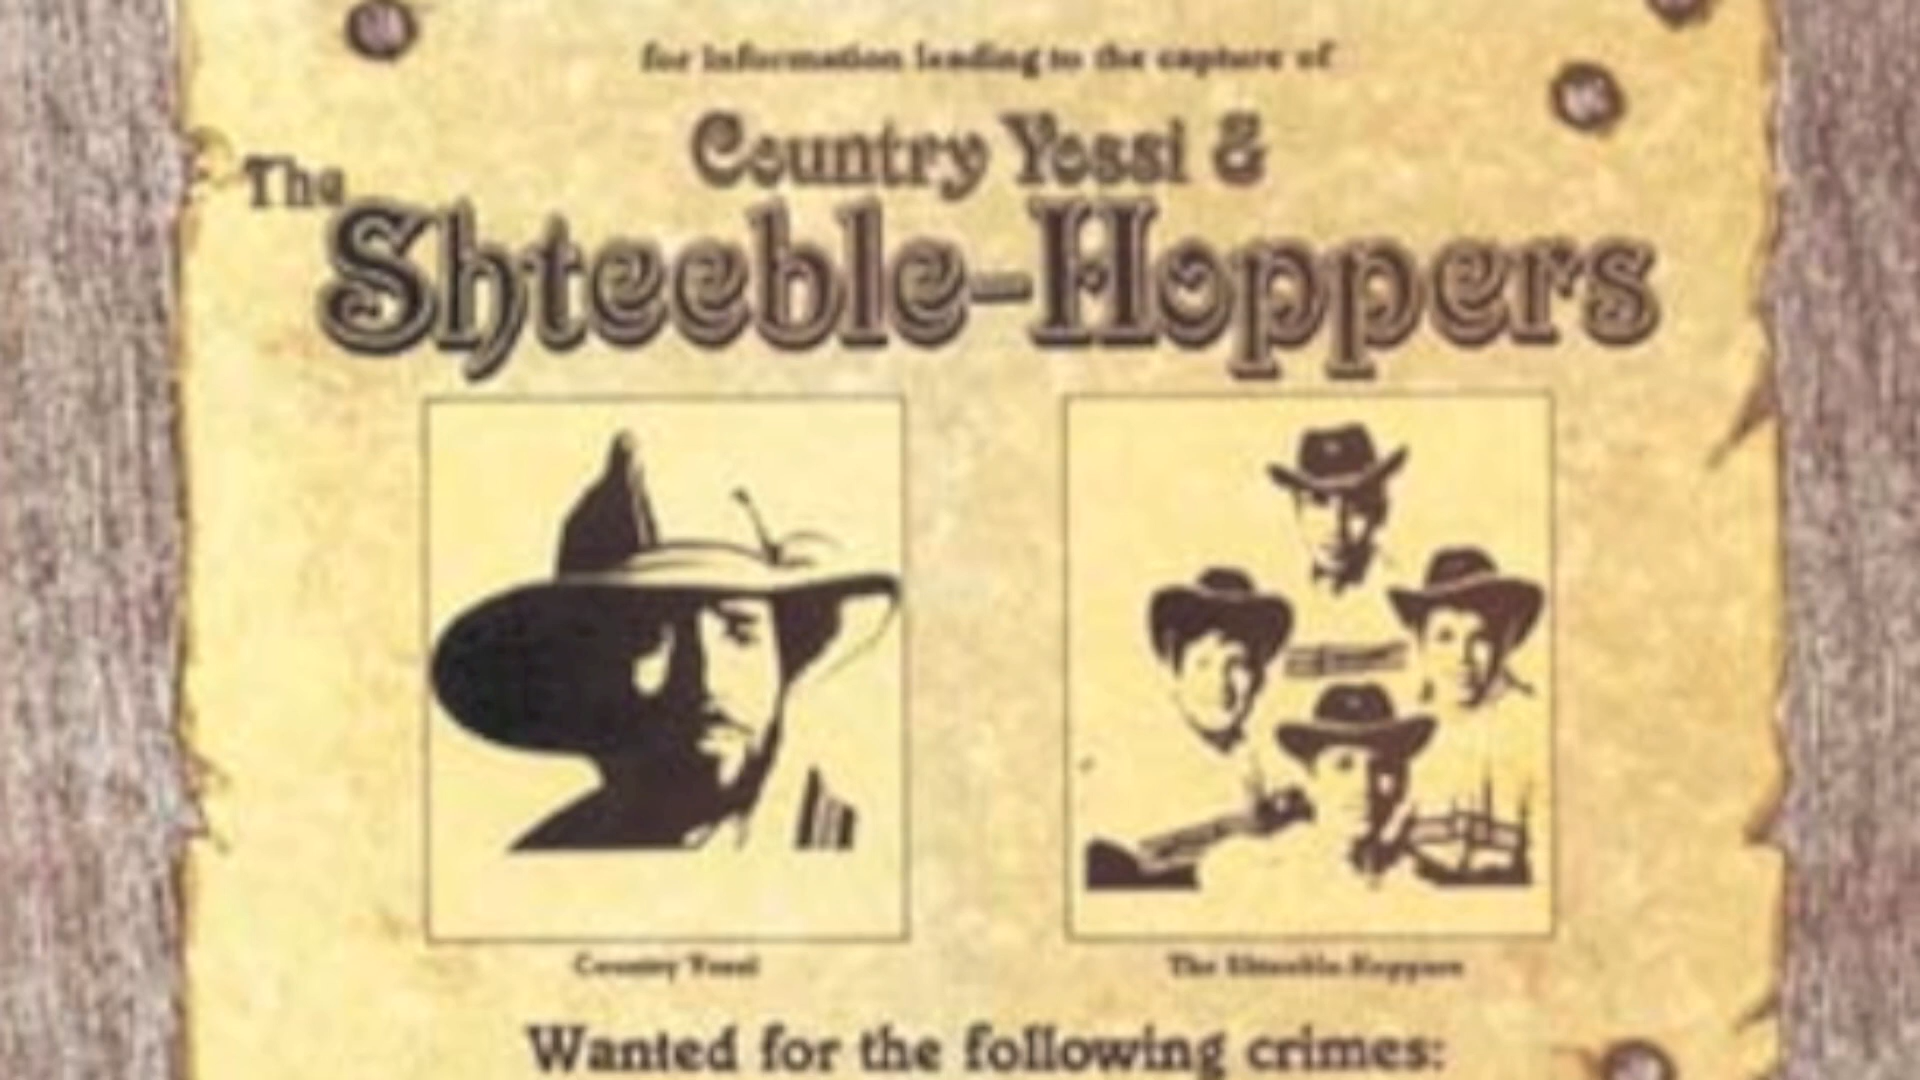 for information leading to the capture of
Country Yossi &
The
Shteeble-Hoppers
Country Yossi
The Shteeble-Hoppers
Wanted for the following crimes: